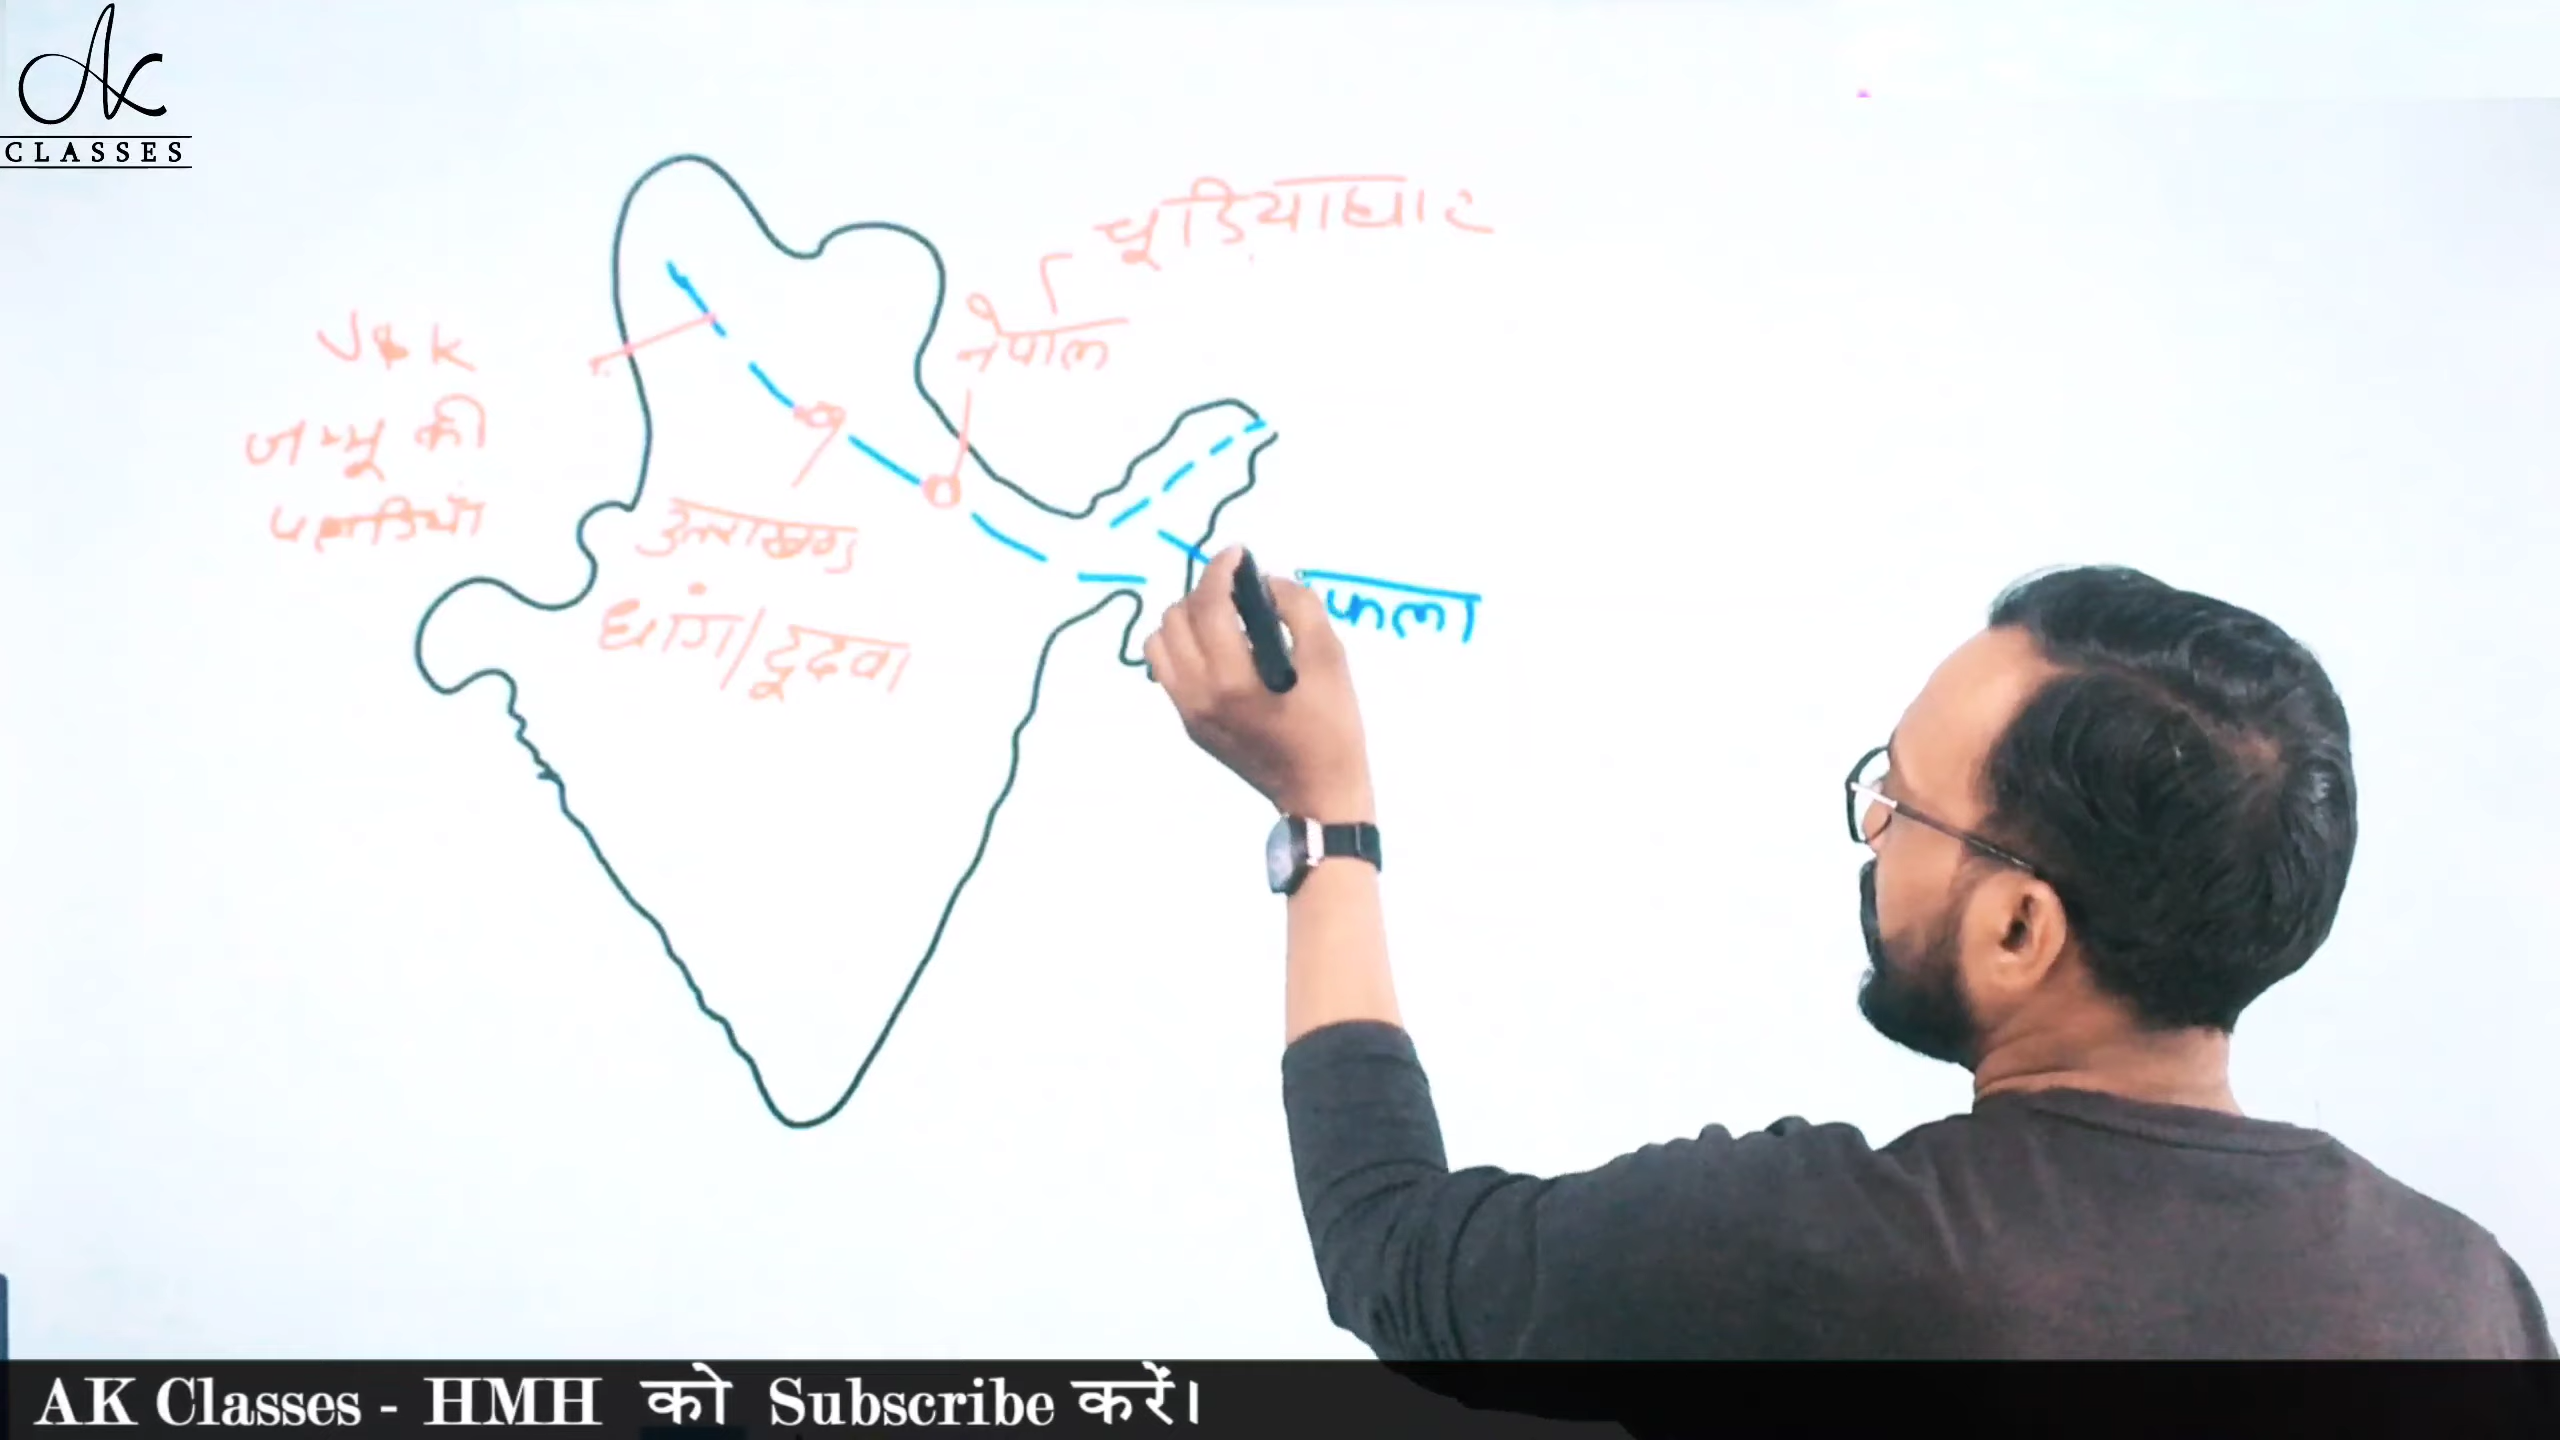 AK
CLASSES
चूड़ियाघाट
नेपाल
J&K
जम्मू की
पहाड़ियाँ
उत्तराखण्ड
धांग/दूदवा
फला
AK Classes - HMH को Subscribe करें।